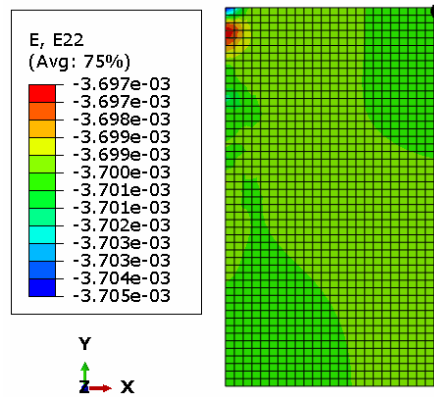 E, E22
(Avg: 75%)
-3.697e-03
-3.697e-03
-3.698e-03
-3.699e-03
-3.699e-03
-3.700e-03
-3.701e-03
-3.701e-03
-3.702e-03
-3.703e-03
-3.703e-03
-3.704e-03
-3.705e-03
Y
Z X